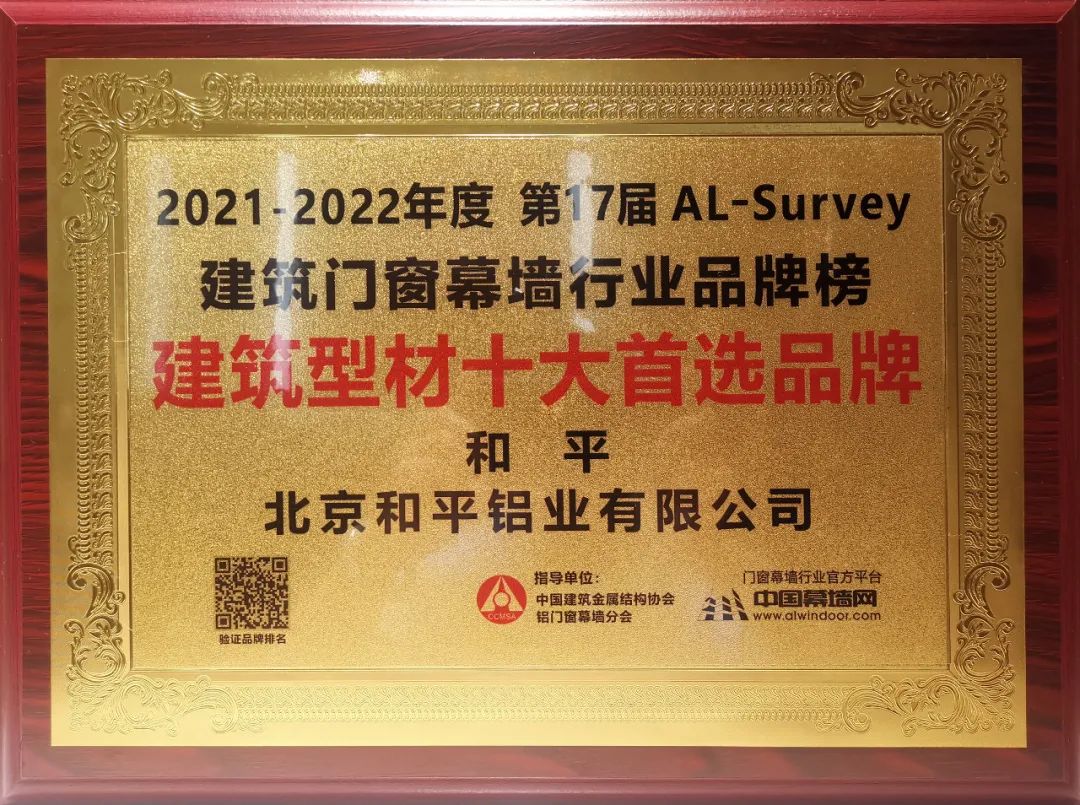 2021-2022年度 第17届 AL-Survey
建筑门窗幕墙行业品牌榜
建筑型材十大首选品牌
和 平
北京和平铝业有限公司
验证品牌排名
CCMSA
指导单位：
中国建筑金属结构协会
铝门窗幕墙分会
门窗幕墙行业官方平台
中国幕墙网
www.alwindoor.com